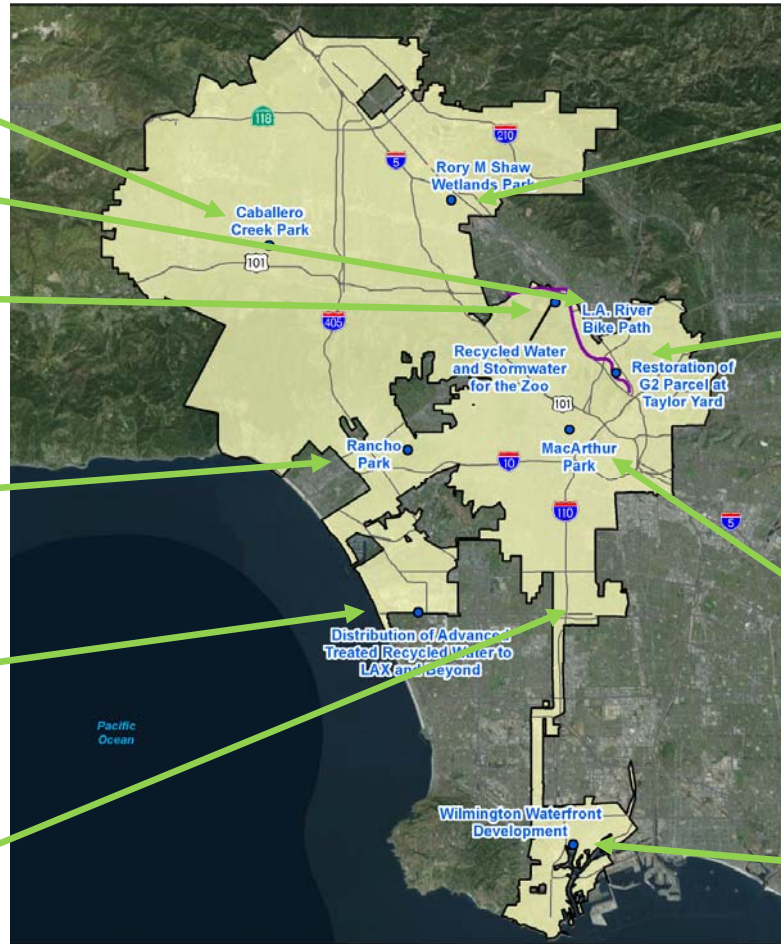 118
210
5
Rory M Shaw
Wetlands Park
Caballero
Creek Park
101
405
L.A. River
Bike Path
Recycled Water
and Stormwater
for the Zoo
Restoration of
G2 Parcel at
Taylor Yard
101
Rancho
Park
MacArthur
Park
10
110
5
Distribution of Advanced
Treated Recycled Water to
LAX and Beyond
Pacific
Ocean
Wilmington Waterfront
Development